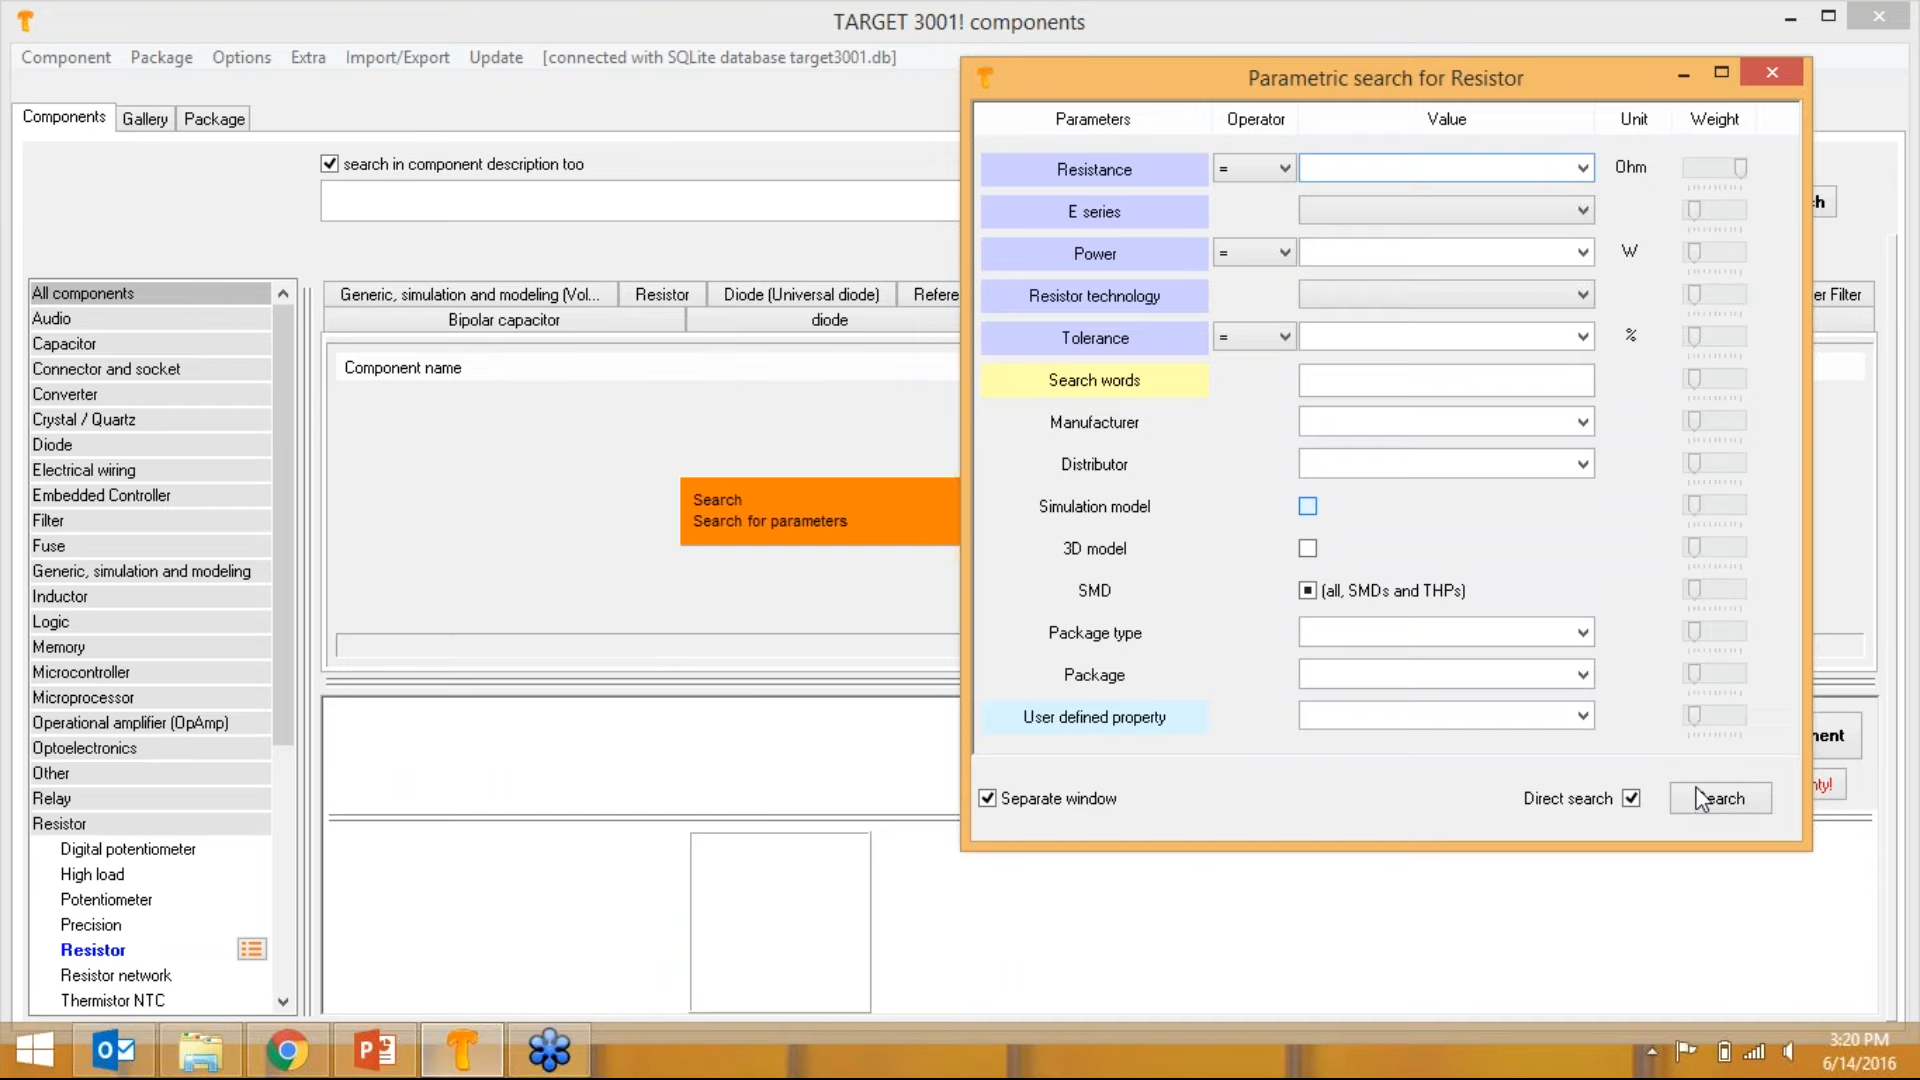 TARGET 3001! components
Component Package Options Extra Import/Export Update [connected with SQLite database target3001.db]
Components Gallery Package
search in component description too
All components
Audio
Capacitor
Connector and socket
Converter
Crystal / Quartz
Diode
Electrical wiring
Embedded Controller
Filter
Fuse
Generic, simulation and modeling
Inductor
Logic
Memory
Microcontroller
Microprocessor
Operational amplifier (OpAmp)
Optoelectronics
Other
Relay
Resistor
Digital potentiometer
High load
Potentiometer
Precision
Resistor
Resistor network
Thermistor NTC
Generic, simulation and modeling (Vol... Resistor Diode (Universal diode)
Bipolar capacitor diode
Component name
Search
Search for parameters
Parametric search for Resistor
Parameters Operator Value Unit Weight
Resistance = Ohm
E series
Power = W
Resistor technology
Tolerance = %
Search words
Manufacturer
Distributor
Simulation model
3D model
SMD (all, SMDs and THPs)
Package type
Package
User defined property
Separate window Direct search
Filter
3:20 PM
6/14/2016